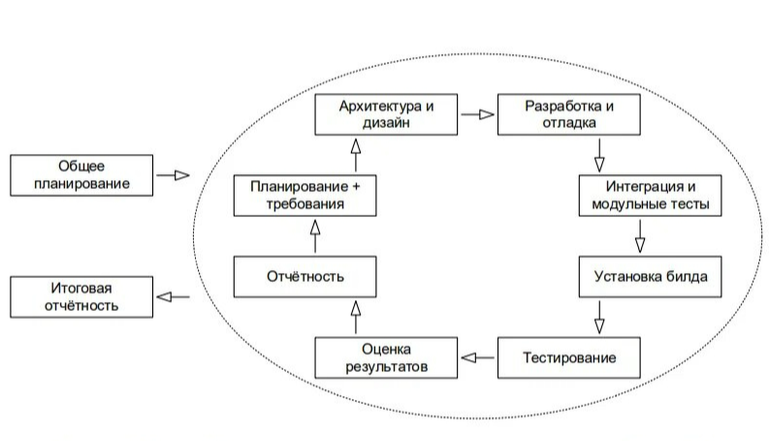 Архитектура и
дизайн
Разработка и
отладка
Общее
планирование
Планирование +
требования
Интеграция и
модульные тесты
Итоговая
отчётность
Отчётность
Установка билда
Оценка
результатов
Тестирование